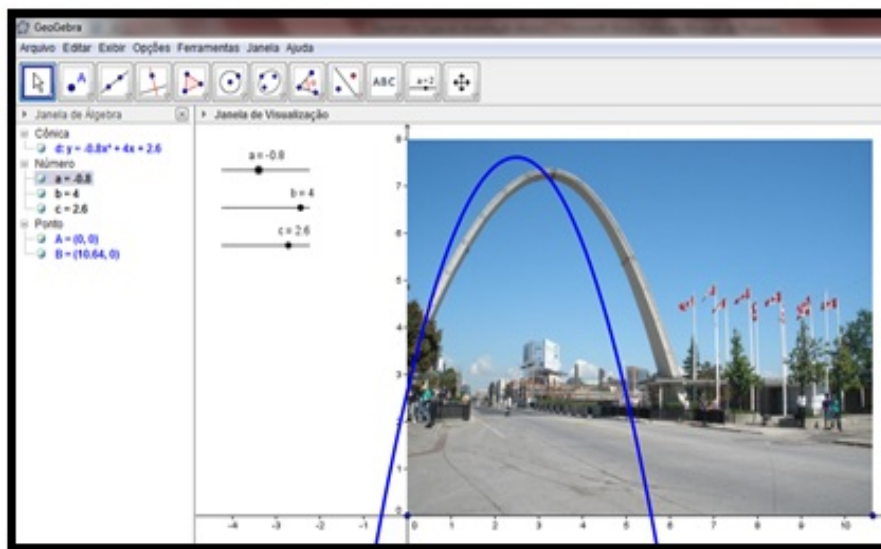 GeoGebra
Arquivo Editar Exibir Opções Ferramentas Janela Ajuda
A
ABC
a=2
Janela de Álgebra
Janela de Visualização
Cônica
d: y = -0.8x² + 4x + 2.6
Número
a = -0.8
b = 4
c = 2.6
Ponto
A = (0, 0)
B = (10.64, 0)
a = -0.8
b = 4
c = 2.6
8
7
6
5
4
3
2
1
0
-4 -3 -2 -1 0 1 2 3 4 5 6 7 8 9 10